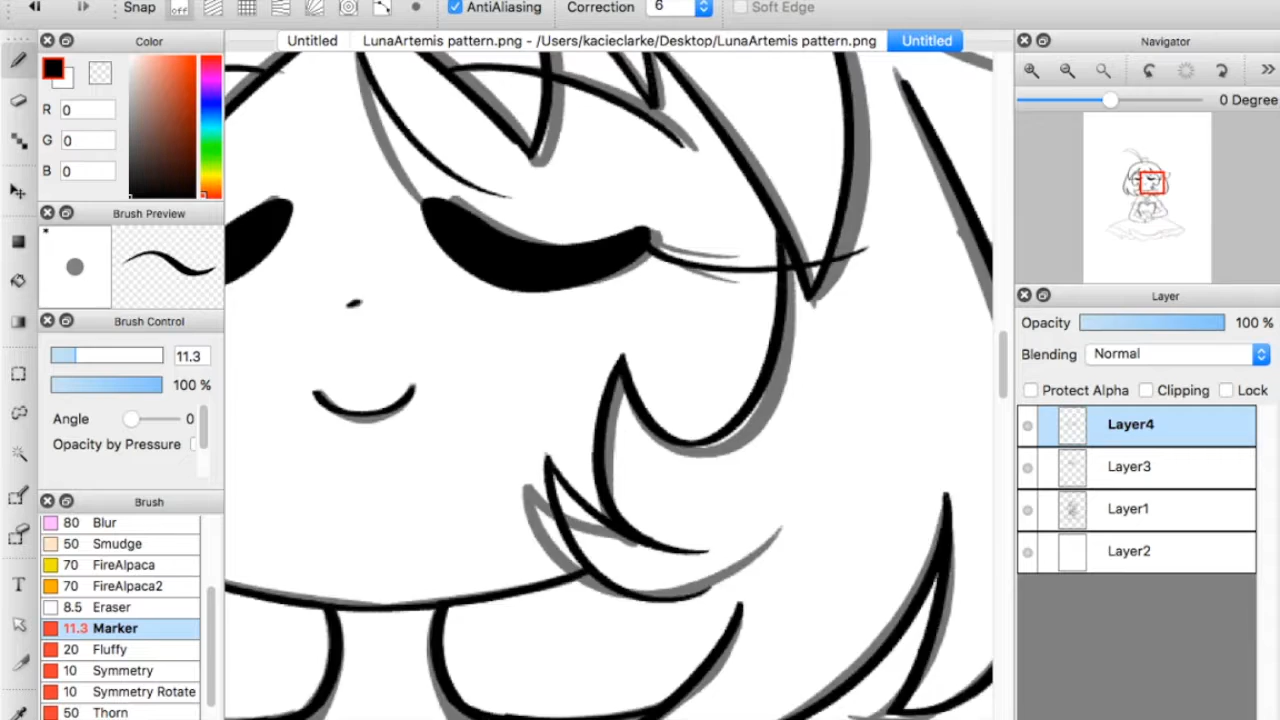 Snap off AntiAliasing Correction 6 Soft Edge
Color
Untitled LunaArtemis pattern.png - /Users/kacieclarke/Desktop/LunaArtemis pattern.png Untitled
Navigator
R 0
G 0
B 0
0 Degree
Brush Preview
Brush Control
11.3
100 %
Angle 0
Opacity by Pressure
Brush
80 Blur
50 Smudge
70 FireAlpaca
70 FireAlpaca2
8.5 Eraser
11.3 Marker
20 Fluffy
10 Symmetry
10 Symmetry Rotate
50 Thorn
T
Layer
Opacity 100 %
Blending Normal
Protect Alpha Clipping Lock
Layer4
Layer3
Layer1
Layer2